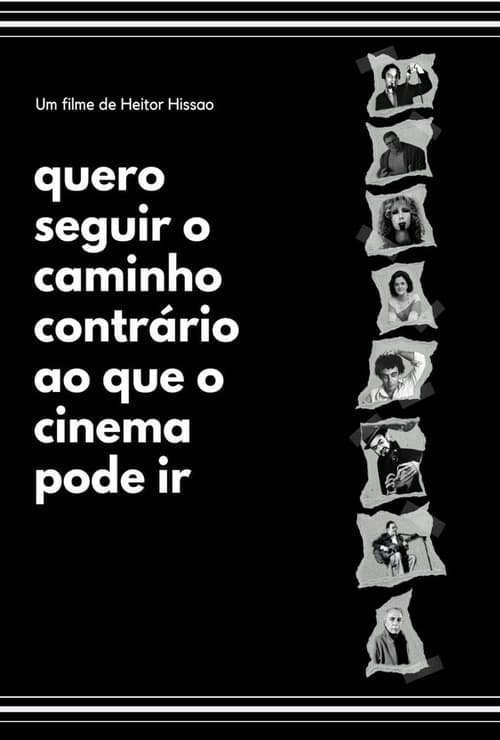 Um filme de Heitor Hissao
quero
seguir o
caminho
contrário
ao que o
cinema
pode ir